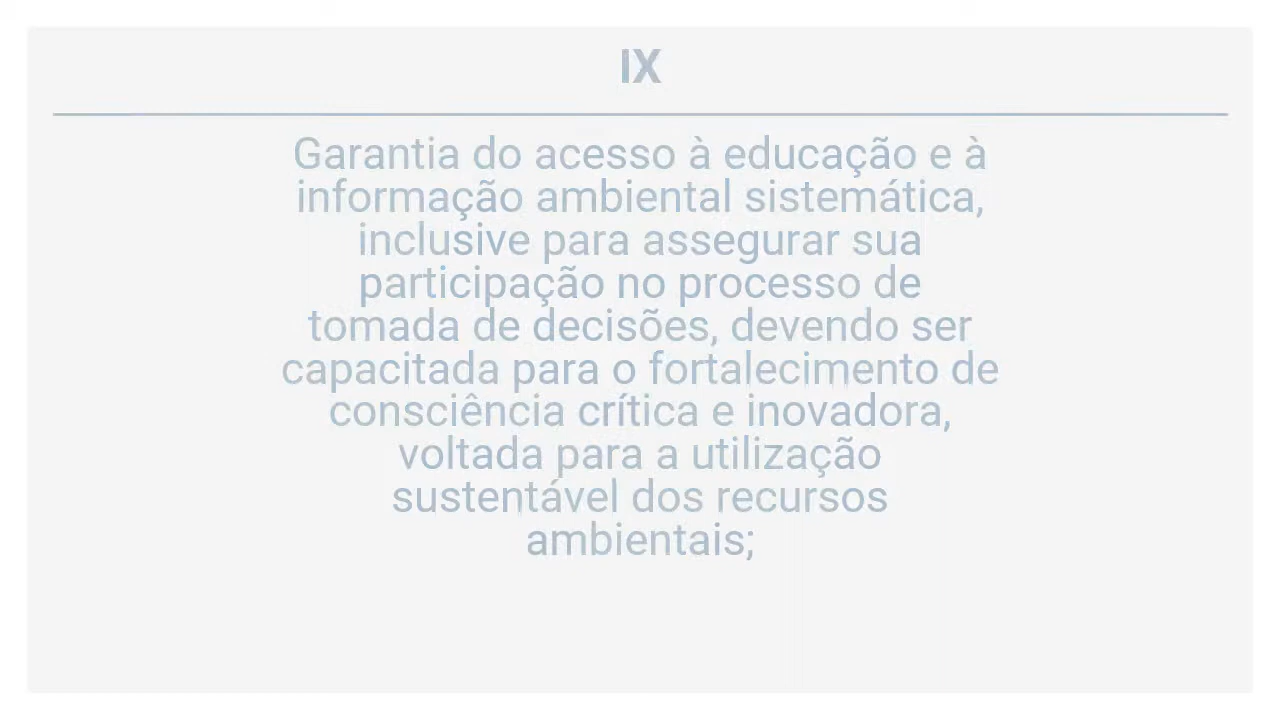 IX
Garantia do acesso à educação e à
informação ambiental sistemática,
inclusive para assegurar sua
participação no processo de
tomada de decisões, devendo ser
capacitada para o fortalecimento de
consciência crítica e inovadora,
voltada para a utilização
sustentável dos recursos
ambientais;